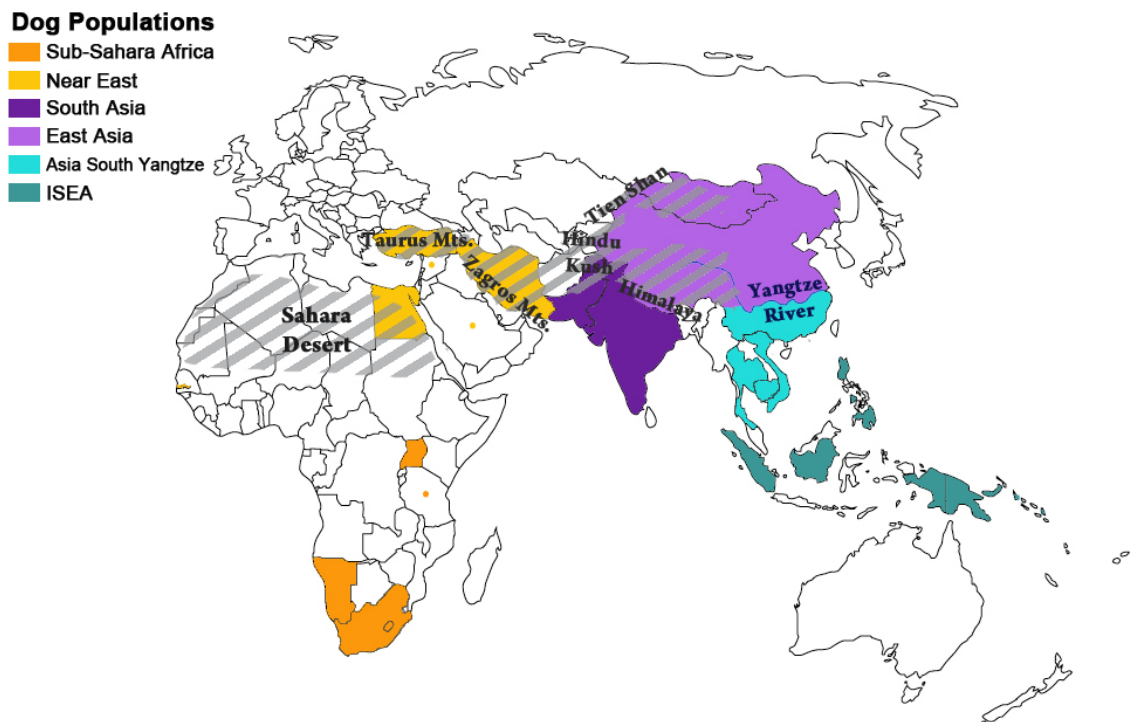 Dog Populations
Sub-Sahara Africa
Near East
South Asia
East Asia
Asia South Yangtze
ISEA
Tien Shan
Taurus Mts.
Hindu
Kush
Zagros Mts.
Himalaya
Yangtze
River
Sahara
Desert